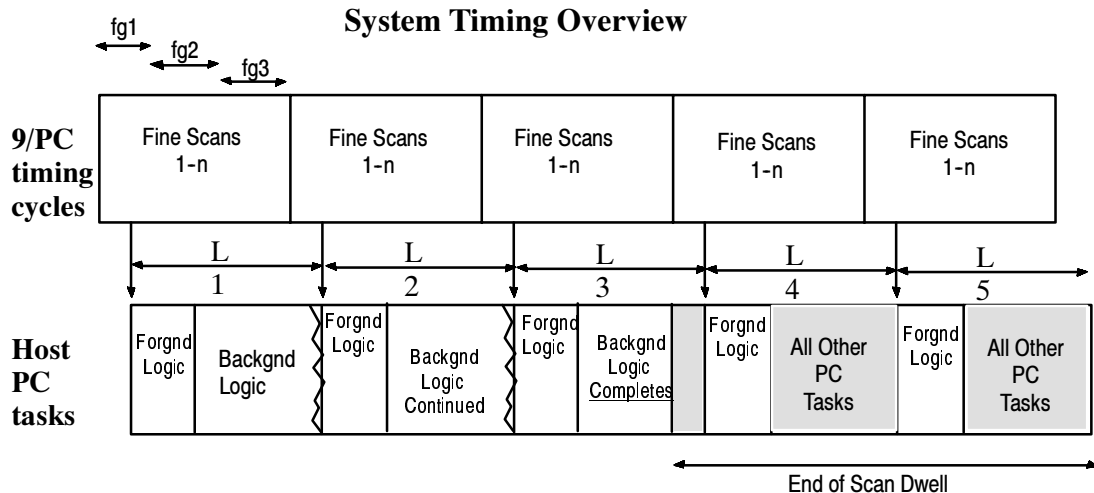 System Timing Overview
fg1
fg2
fg3
9/PC
timing
cycles
Fine Scans
1-n
Fine Scans
1-n
Fine Scans
1-n
Fine Scans
1-n
Fine Scans
1-n
L
1
L
2
L
3
L
4
L
5
Host
PC
tasks
Forgnd
Logic
Backgnd
Logic
Forgnd
Logic
Backgnd
Logic
Continued
Forgnd
Logic
Backgnd
Logic
Completes
Forgnd
Logic
All Other
PC
Tasks
Forgnd
Logic
All Other
PC
Tasks
End of Scan Dwell